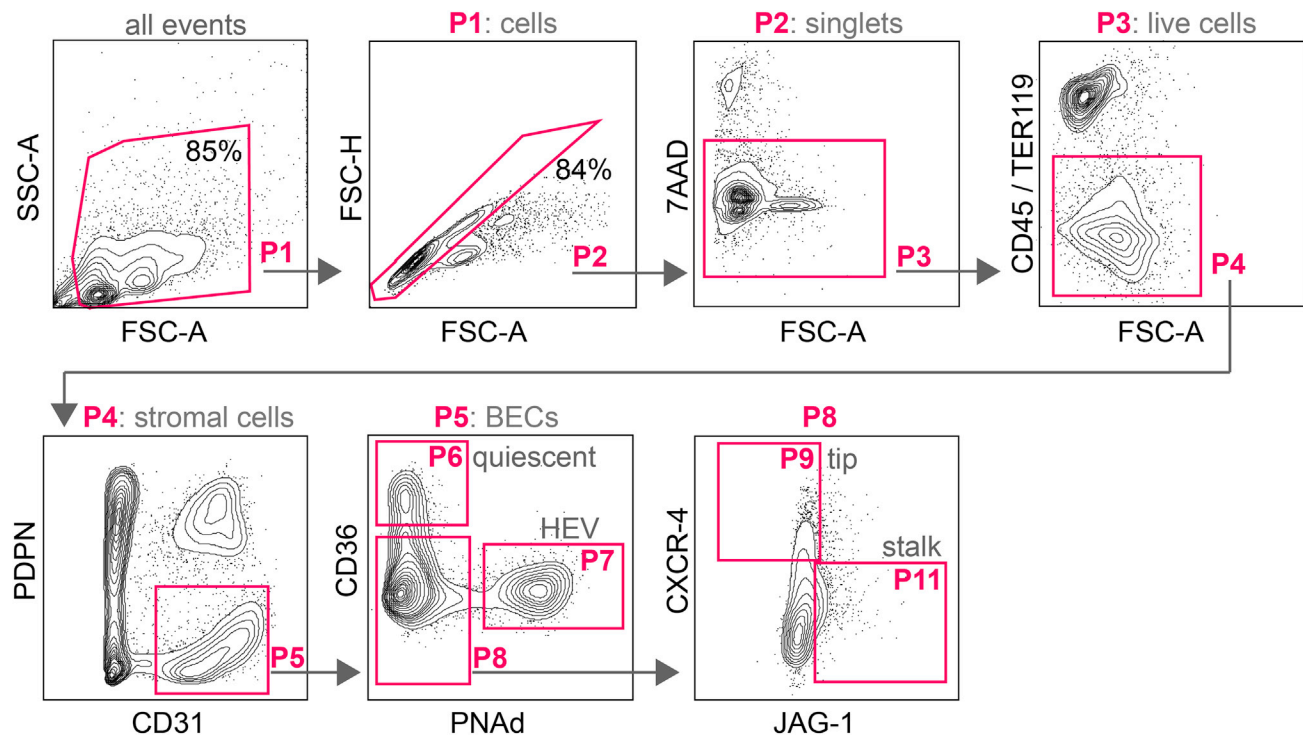 all events
P1: cells
P2: singlets
P3: live cells
SSC-A
85%
P1
FSC-A
FSC-H
84%
P2
FSC-A
7AAD
P3
FSC-A
CD45 / TER119
P4
FSC-A
P4: stromal cells
P5: BECs
P8
PDPN
P5
CD31
CD36
P6 quiescent
HEV
P7
P8
PNAd
CXCR-4
P9 tip
stalk
P11
JAG-1